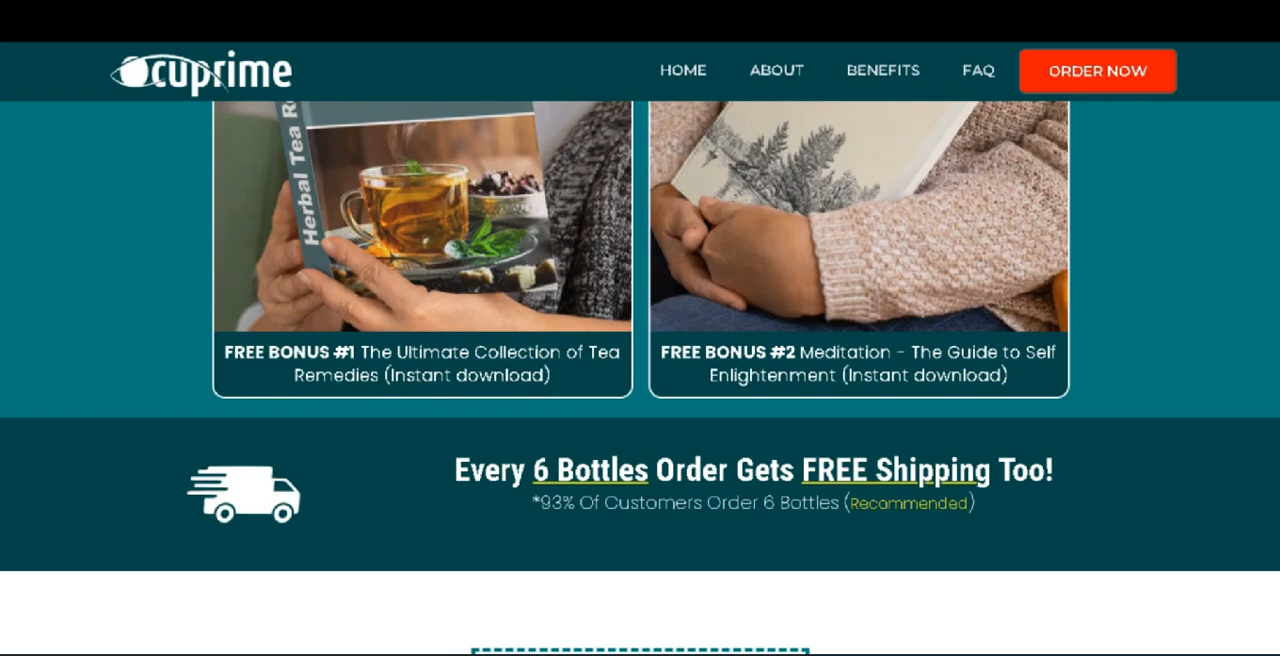 Ocuprime
HOME ABOUT BENEFITS FAQ ORDER NOW
Herbal Tea
FREE BONUS #1 The Ultimate Collection of Tea
Remedies (Instant download)
FREE BONUS #2 Meditation - The Guide to Self
Enlightenment (Instant download)
Every 6 Bottles Order Gets FREE Shipping Too!
*93% Of Customers Order 6 Bottles (Recommended)